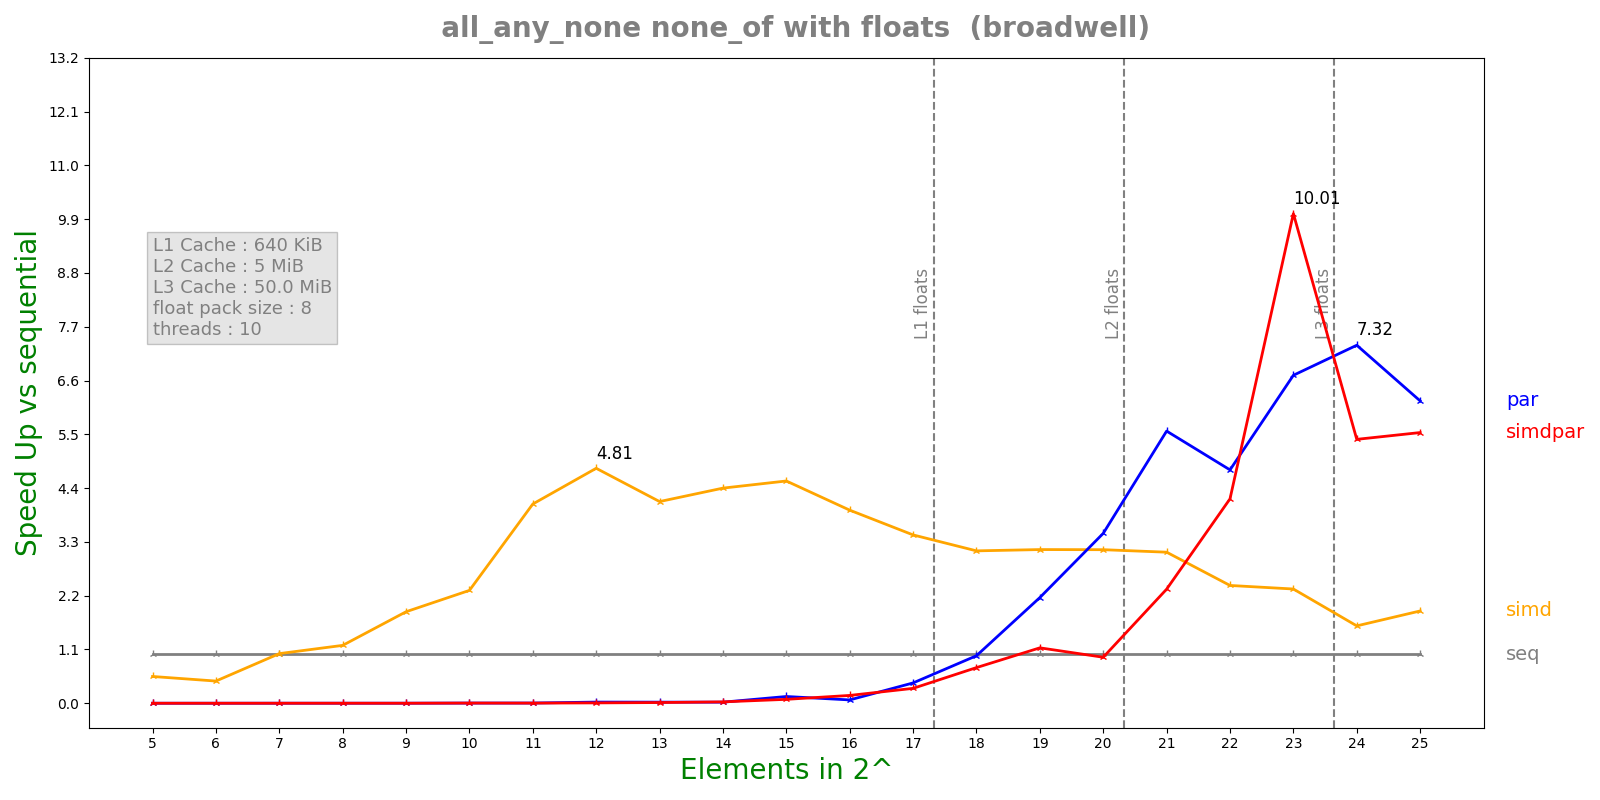 all_any_none none_of with floats (broadwell)
Speed Up vs sequential
13.2
12.1
11.0
9.9
8.8
7.7
6.6
5.5
4.4
3.3
2.2
1.1
0.0
L1 Cache : 640 KiB
L2 Cache : 5 MiB
L3 Cache : 50.0 MiB
float pack size : 8
threads : 10
4.81
10.01
7.32
L1 floats
L2 floats
L3 floats
par
simdpar
simd
seq
5 6 7 8 9 10 11 12 13 14 15 16 17 18 19 20 21 22 23 24 25
Elements in 2^